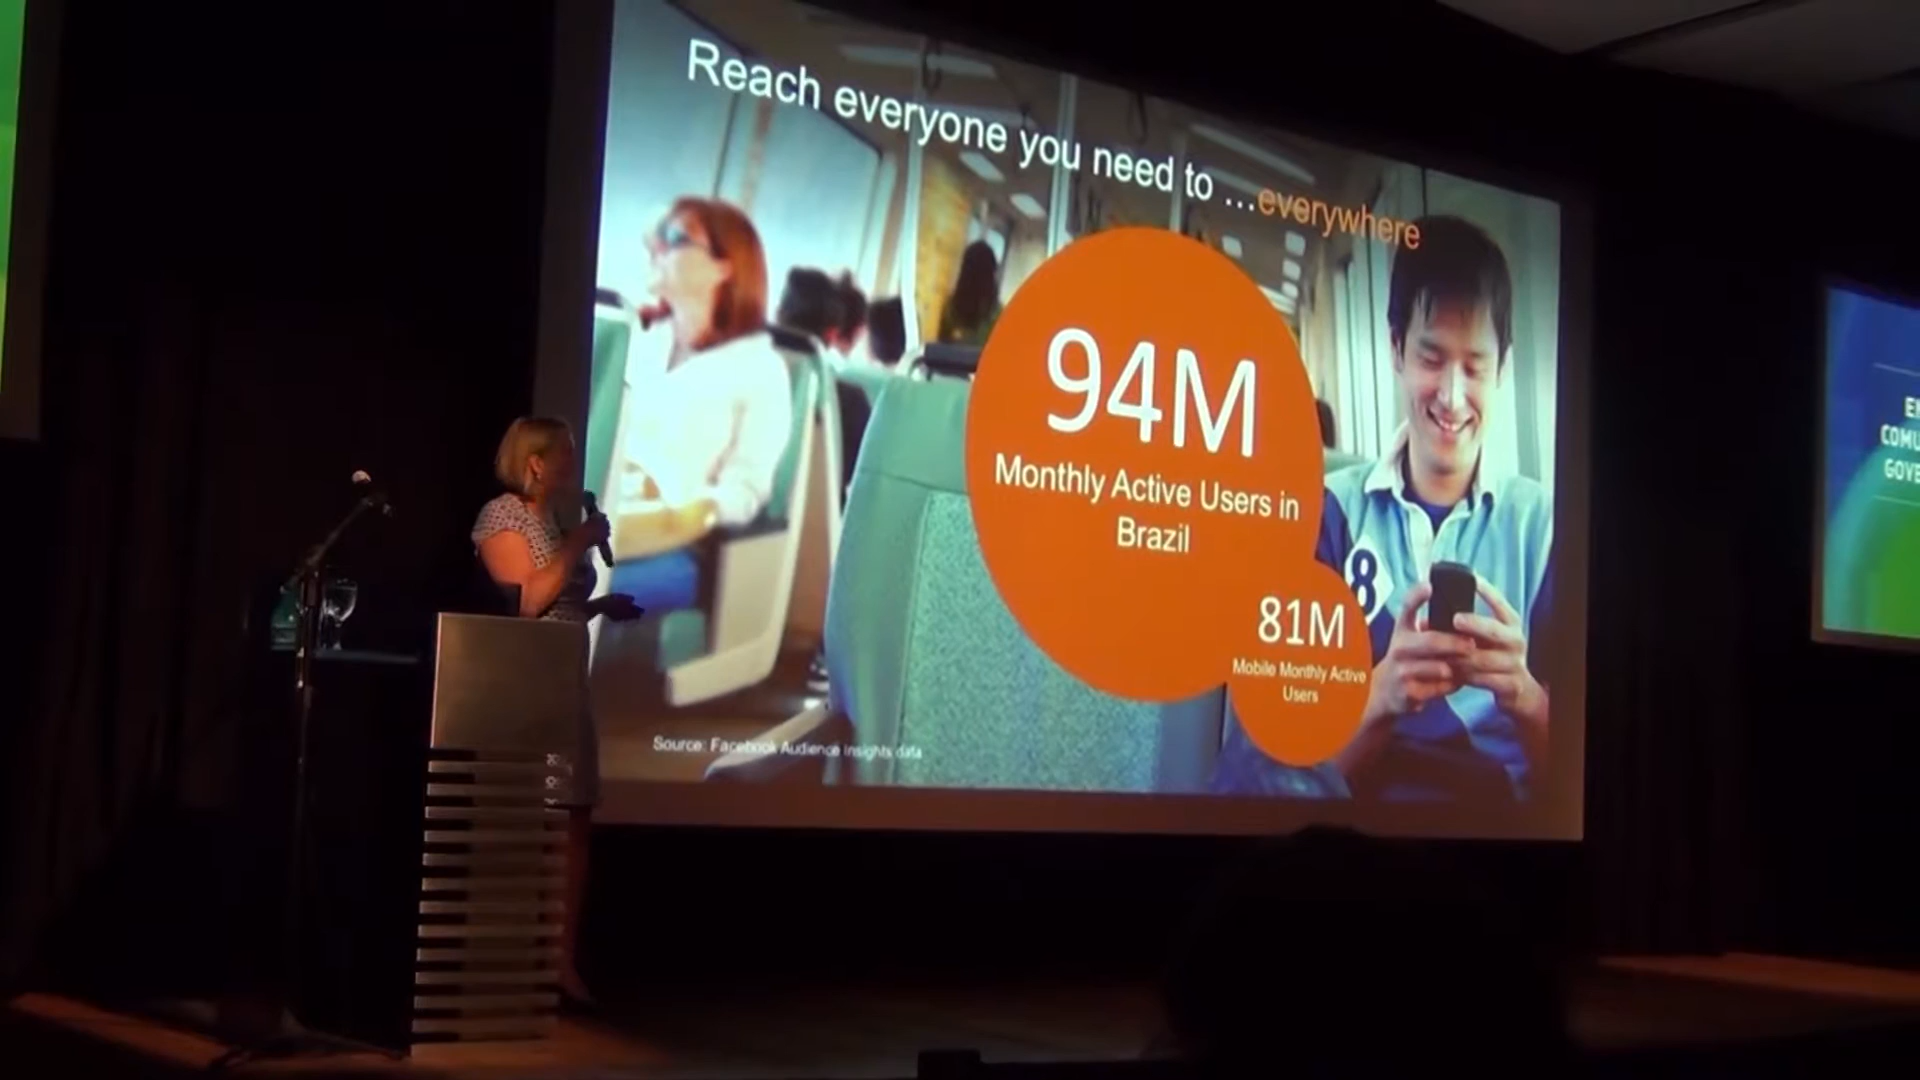 Reach everyone you need to ...everywhere
94M
Monthly Active Users in
Brazil
8
81M
Mobile Monthly Active
Users
Source: Facebook Audience Insights data